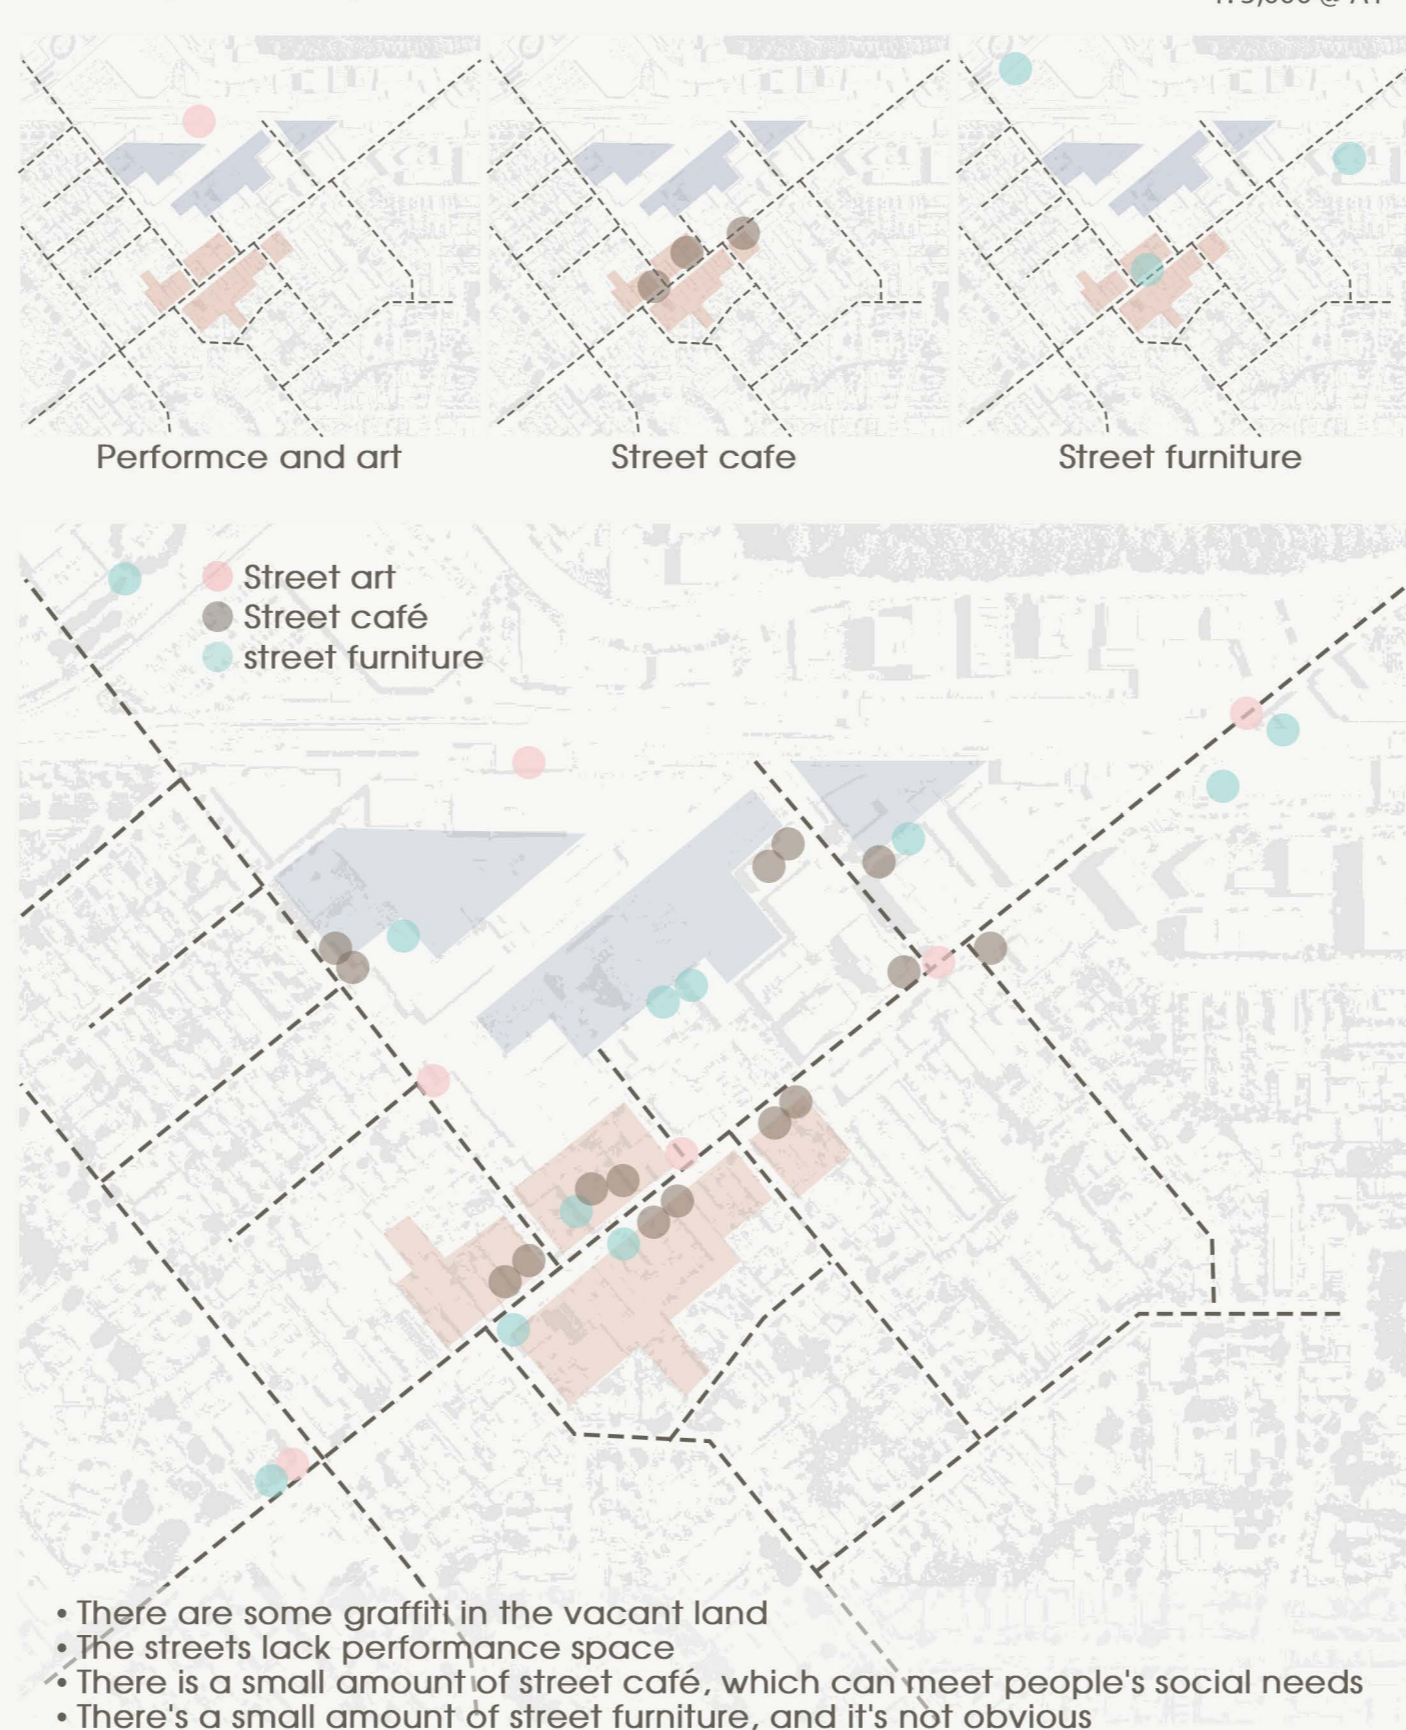 Performce and art
Street cafe
Street furniture
Street art
Street café
street furniture
• There are some graffiti in the vacant land
• The streets lack performance space
• There is a small amount of street café, which can meet people's social needs
• There's a small amount of street furniture, and it's not obvious